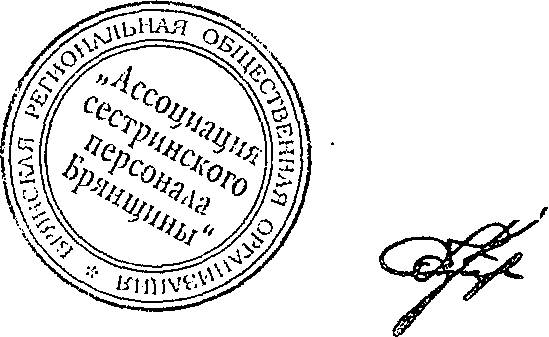 * БРЯНСКАЯ РЕГИОНАЛЬНАЯ ОБЩЕСТВЕННАЯ ОРГАНИЗАЦИЯ
„Ассоциация
сестринского
персонала
Брянщины“